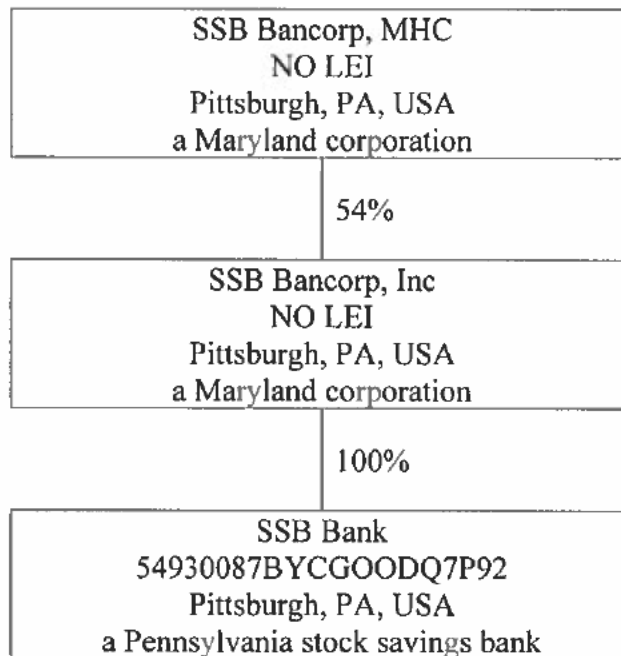 SSB Bancorp, MHC
NO LEI
Pittsburgh, PA, USA
a Maryland corporation
54%
SSB Bancorp, Inc
NO LEI
Pittsburgh, PA, USA
a Maryland corporation
100%
SSB Bank
54930087BYCGOODQ7P92
Pittsburgh, PA, USA
a Pennsylvania stock savings bank